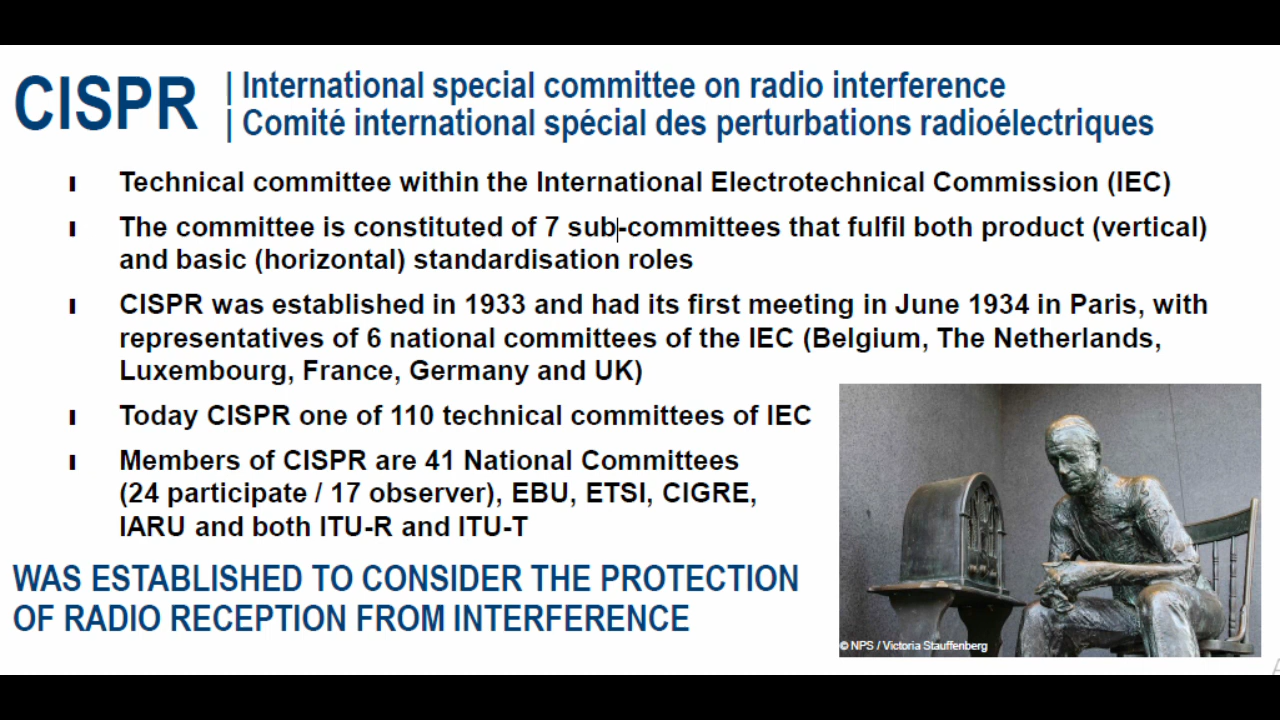 CISPR
| International special committee on radio interference
| Comité international spécial des perturbations radioélectriques
Technical committee within the International Electrotechnical Commission (IEC)
The committee is constituted of 7 sub-committees that fulfil both product (vertical)
and basic (horizontal) standardisation roles
CISPR was established in 1933 and had its first meeting in June 1934 in Paris, with
representatives of 6 national committees of the IEC (Belgium, The Netherlands,
Luxembourg, France, Germany and UK)
Today CISPR one of 110 technical committees of IEC
Members of CISPR are 41 National Committees
(24 participate / 17 observer), EBU, ETSI, CIGRE,
IARU and both ITU-R and ITU-T
WAS ESTABLISHED TO CONSIDER THE PROTECTION
OF RADIO RECEPTION FROM INTERFERENCE
© NPS / Victoria Stauffenberg